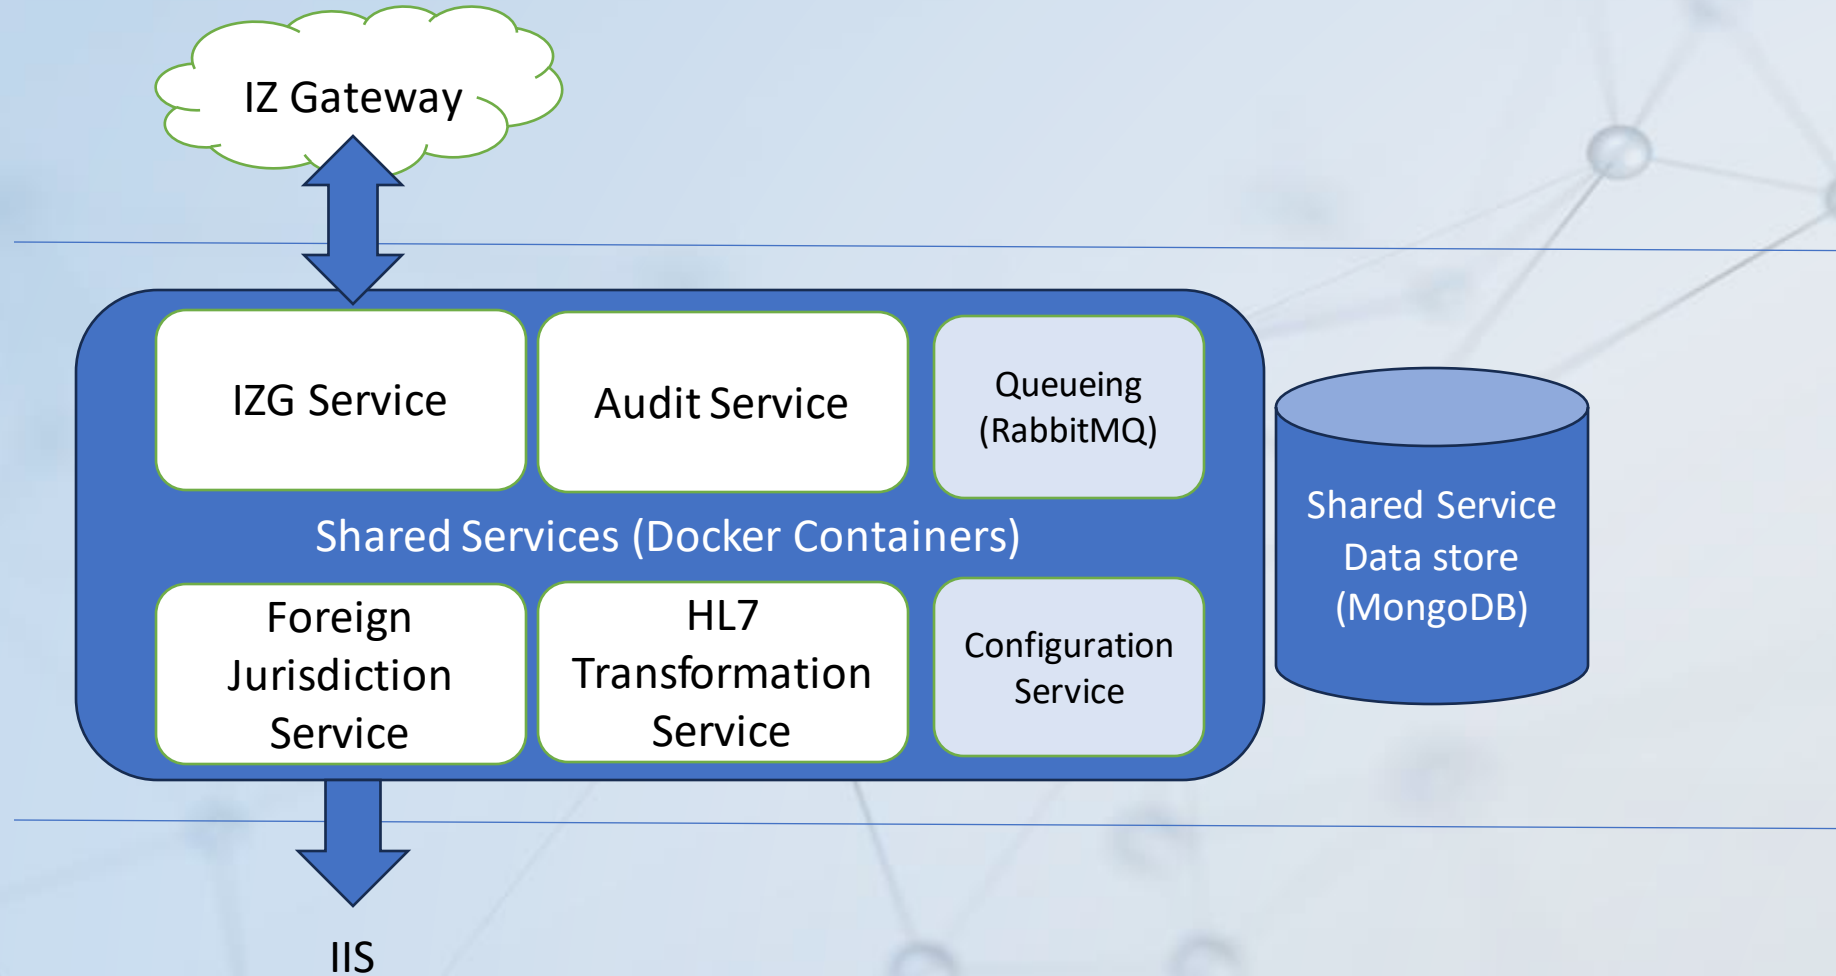 IZ Gateway
IZG Service
Audit Service
Queueing
(RabbitMQ)
Shared Services (Docker Containers)
Shared Service
Data store
(MongoDB)
Foreign
Jurisdiction
Service
HL7
Transformation
Service
Configuration
Service
IIS